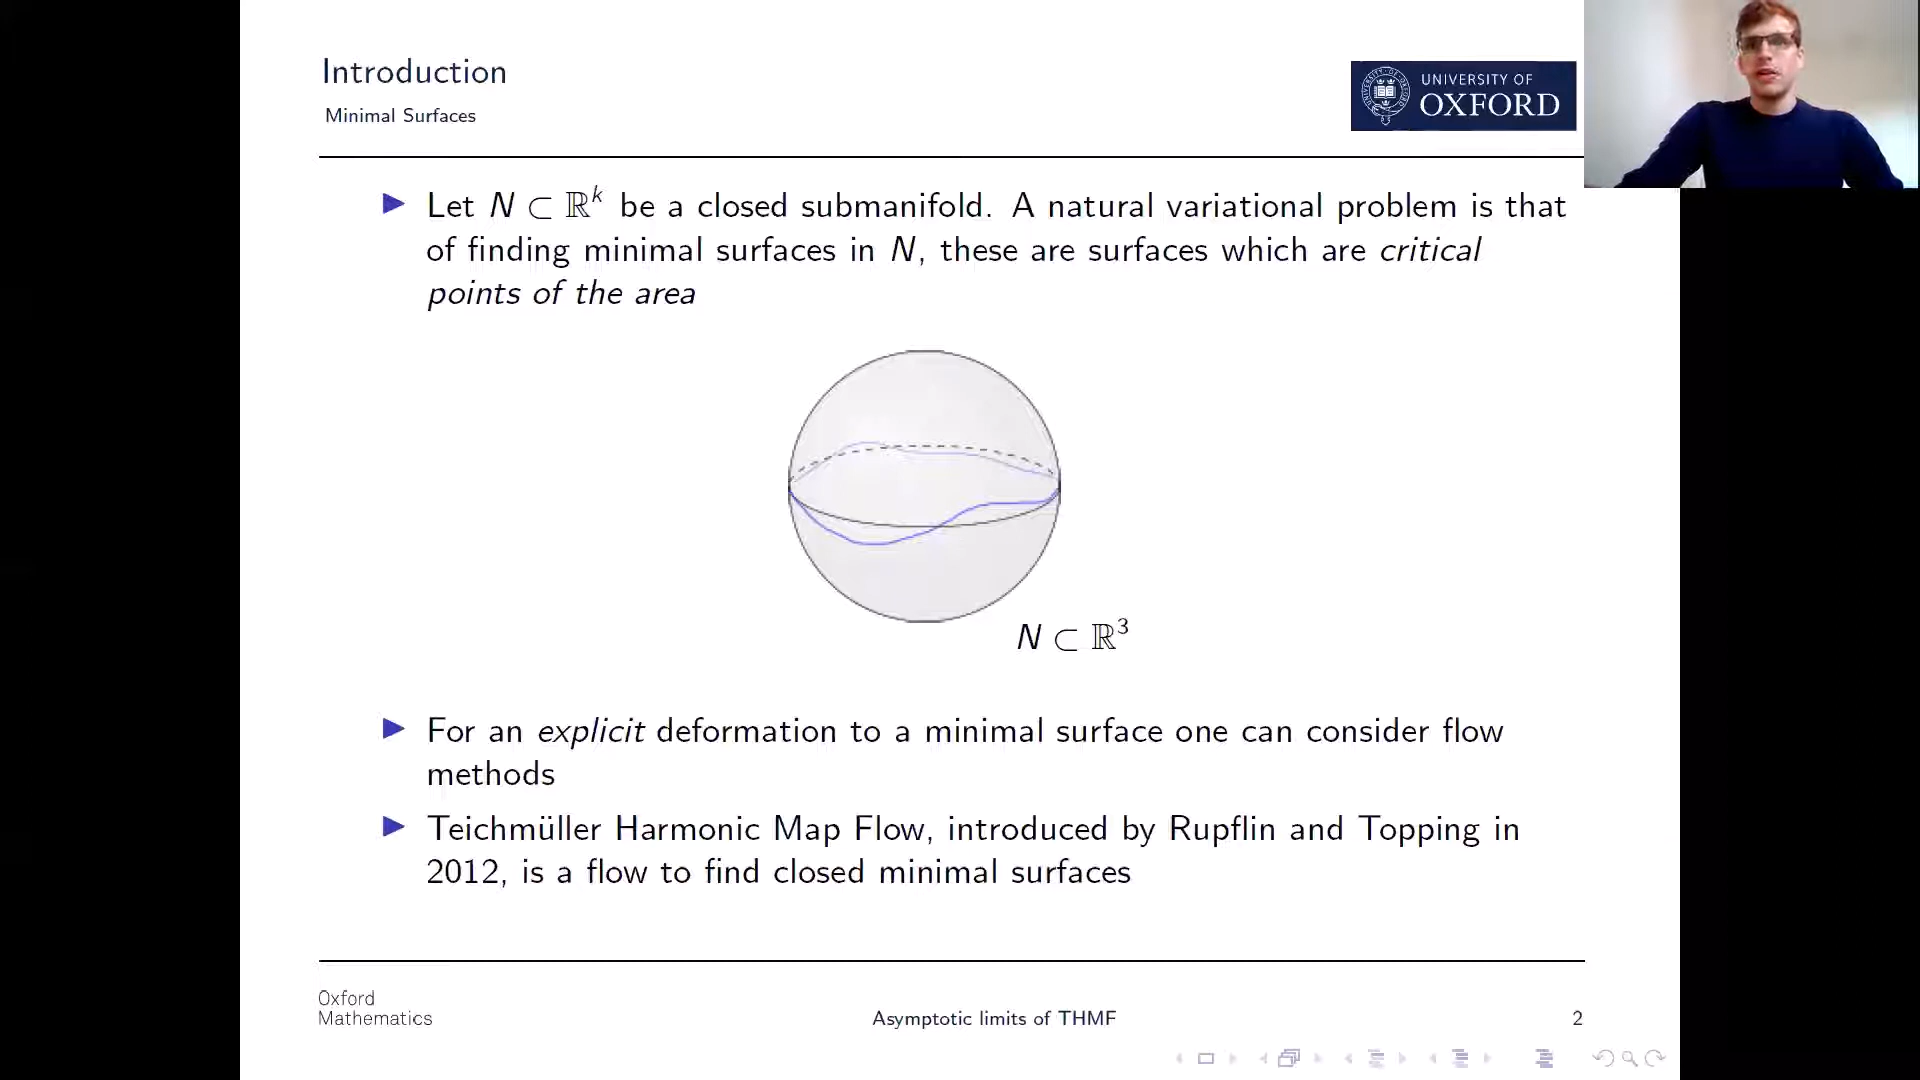 Introduction
Minimal Surfaces
UNIVERSITY OF
OXFORD
Let N ⊂ ℝᵏ be a closed submanifold. A natural variational problem is that
of finding minimal surfaces in N, these are surfaces which are critical
points of the area
N ⊂ ℝ³
For an explicit deformation to a minimal surface one can consider flow
methods
Teichmüller Harmonic Map Flow, introduced by Rupflin and Topping in
2012, is a flow to find closed minimal surfaces
Oxford
Mathematics
Asymptotic limits of THMF
2